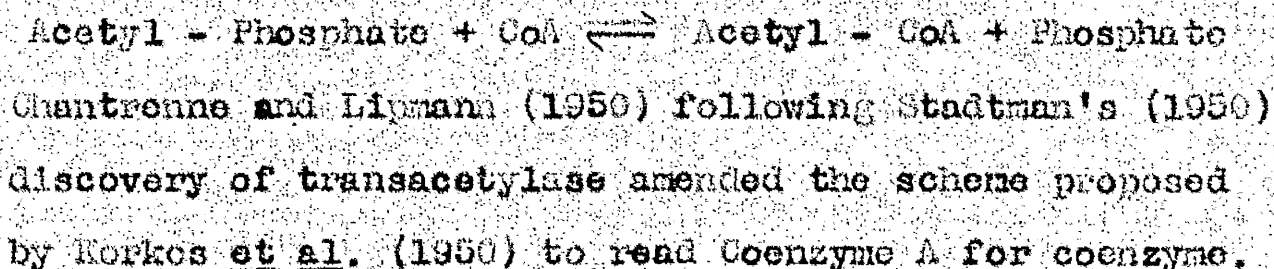 Acetyl - Phosphate + CoA ⇌ Acetyl - CoA + Phosphate
Chantrenne and Lipmann (1950) following Stadtman's (1950)
discovery of transacetylase amended the scheme proposed
by Korkes et al. (1950) to read Coenzyme A for coenzyme.